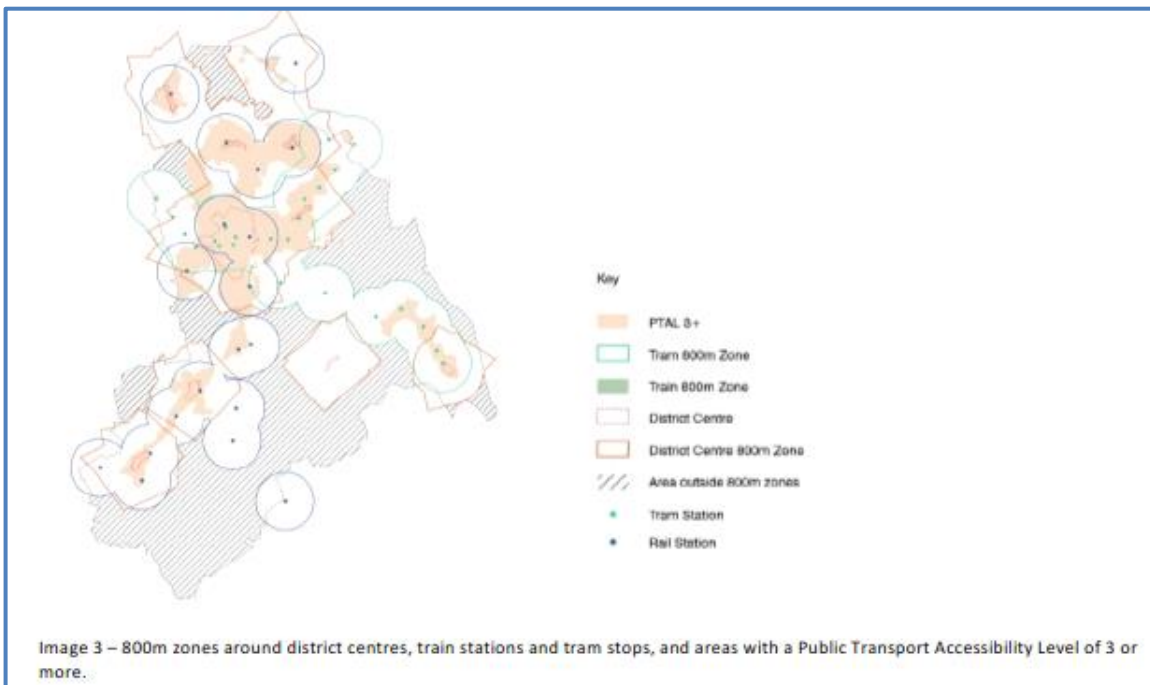 Key
PTAL 3+
Tram 800m Zone
Train 800m Zone
District Centre
District Centre 800m Zone
Area outside 800m zones
Tram Station
Rail Station
Image 3 – 800m zones around district centres, train stations and tram stops, and areas with a Public Transport Accessibility Level of 3 or
more.